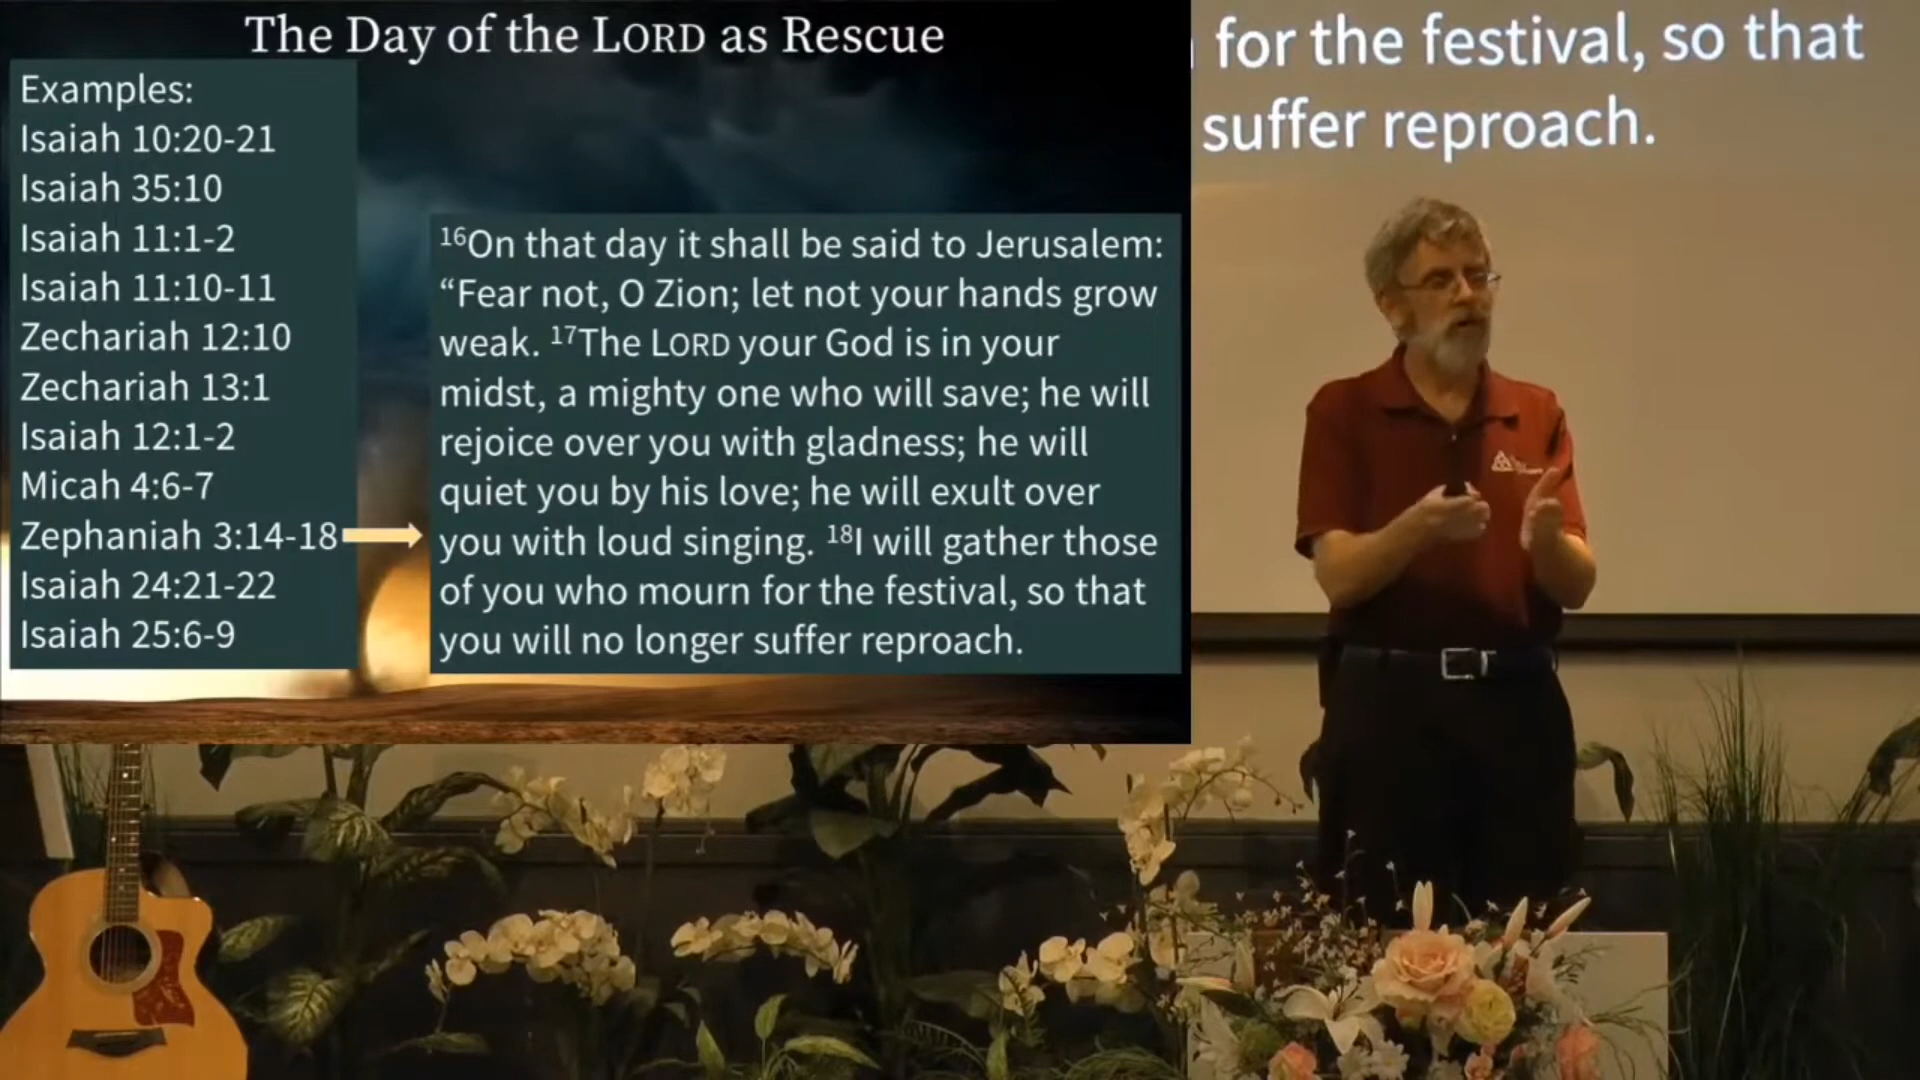 The Day of the LORD as Rescue
Examples:
Isaiah 10:20-21
Isaiah 35:10
Isaiah 11:1-2
Isaiah 11:10-11
Zechariah 12:10
Zechariah 13:1
Isaiah 12:1-2
Micah 4:6-7
Zephaniah 3:14-18
Isaiah 24:21-22
Isaiah 25:6-9
16On that day it shall be said to Jerusalem:
“Fear not, O Zion; let not your hands grow
weak. 17The LORD your God is in your
midst, a mighty one who will save; he will
rejoice over you with gladness; he will
quiet you by his love; he will exult over
you with loud singing. 18I will gather those
of you who mourn for the festival, so that
you will no longer suffer reproach.
for the festival, so that
suffer reproach.